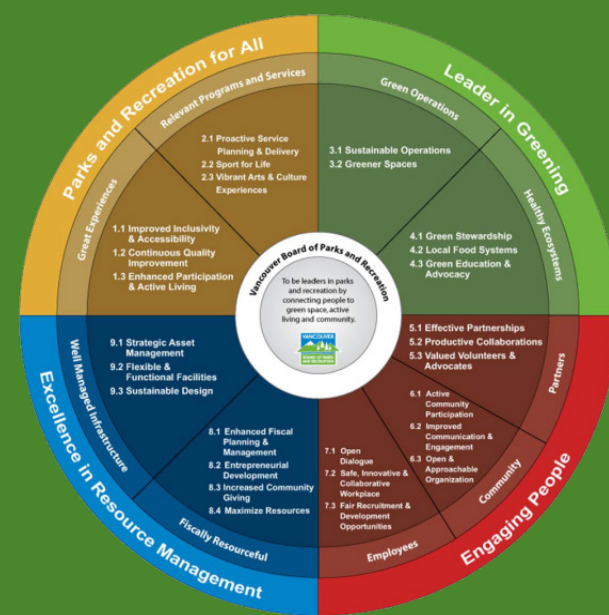 Parks and Recreation for All
Great Experiences
1.1 Improved Inclusivity
& Accessibility
1.2 Continuous Quality
Improvement
1.3 Enhanced Participation
& Active Living
Relevant Programs and Services
2.1 Proactive Service
Planning & Delivery
2.2 Sport for Life
2.3 Vibrant Arts & Culture
Experiences
Leader in Greening
Green Operations
3.1 Sustainable Operations
3.2 Greener Spaces
Healthy Ecosystems
4.1 Green Stewardship
4.2 Local Food Systems
4.3 Green Education &
Advocacy
Engaging People
Partners
5.1 Effective Partnerships
5.2 Productive Collaborations
5.3 Valued Volunteers &
Advocates
Community
6.1 Active
Community
Participation
6.2 Improved
Communication &
Engagement
6.3 Open &
Approachable
Organization
Employees
7.1 Open
Dialogue
7.2 Safe, Innovative &
Collaborative
Workplace
7.3 Fair Recruitment &
Development
Opportunities
Excellence in Resource Management
Fiscally Resourceful
8.1 Enhanced Fiscal
Planning &
Management
8.2 Entrepreneurial
Development
8.3 Increased Community
Giving
8.4 Maximize Resources
Well Managed Infrastructure
9.1 Strategic Asset
Management
9.2 Flexible &
Functional Facilities
9.3 Sustainable Design
Vancouver Board of Parks and Recreation
To be leaders in parks
and recreation by
connecting people to
green space, active
living and community.
VANCOUVER
BOARD OF PARKS
AND RECREATION